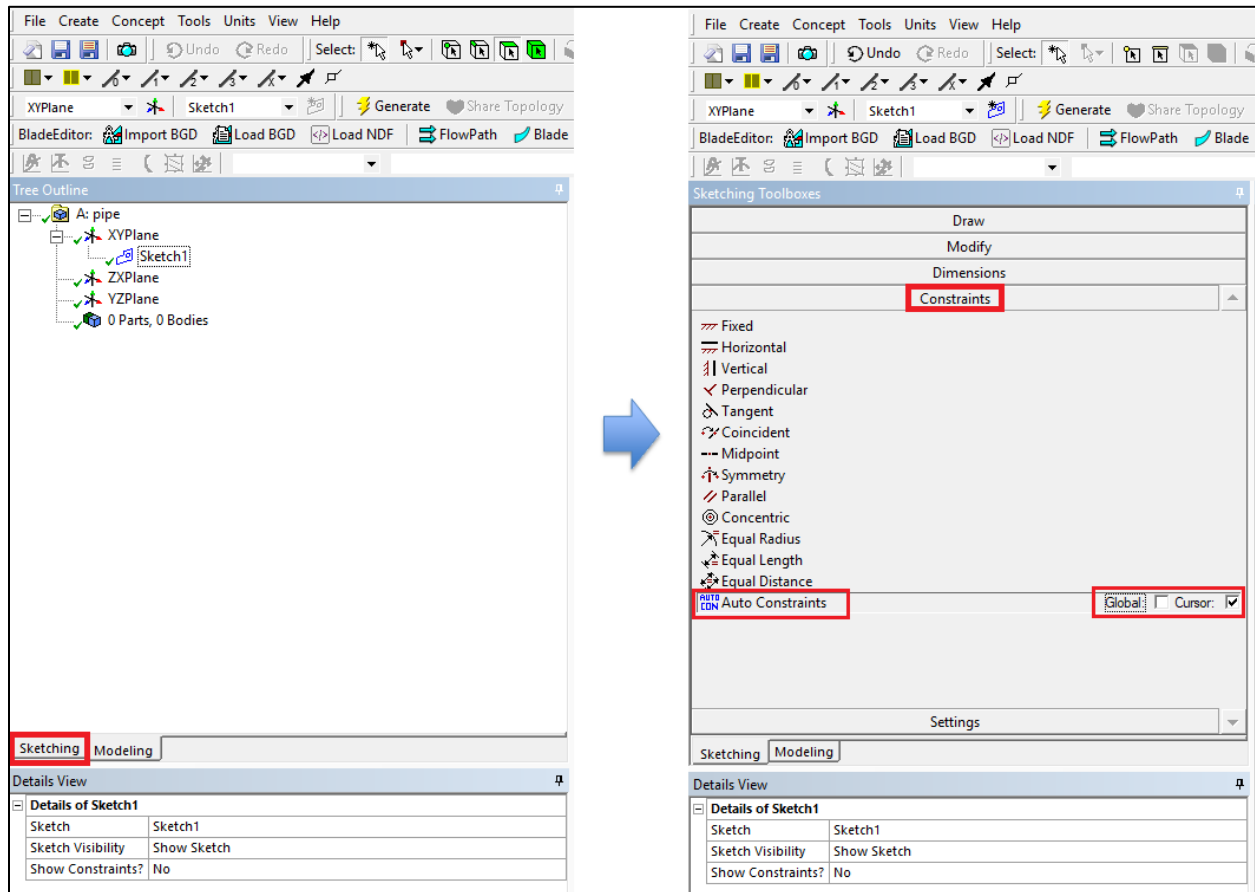 File Create Concept Tools Units View Help
Undo Redo Select:
XYPlane Sketch1 Generate Share Topology
BladeEditor: Import BGD Load BGD Load NDF FlowPath Blade
Tree Outline
A: pipe
XYPlane
Sketch1
ZXPlane
YZPlane
0 Parts, 0 Bodies
Sketching Modeling
Details View
Details of Sketch1
Sketch Sketch1
Sketch Visibility Show Sketch
Show Constraints? No
File Create Concept Tools Units View Help
Undo Redo Select:
XYPlane Sketch1 Generate Share Topology
BladeEditor: Import BGD Load BGD Load NDF FlowPath Blade
Sketching Toolboxes
Draw
Modify
Dimensions
Constraints
Fixed
Horizontal
Vertical
Perpendicular
Tangent
Coincident
Midpoint
Symmetry
Parallel
Concentric
Equal Radius
Equal Length
Equal Distance
AUTO CON Auto Constraints Global: Cursor:
Settings
Sketching Modeling
Details View
Details of Sketch1
Sketch Sketch1
Sketch Visibility Show Sketch
Show Constraints? No